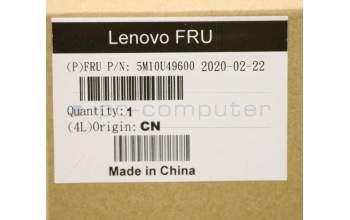 Lenovo FRU
(P)FRU P/N: 5M10U49600 2020-02-22
Quantity:1
(4L)Origin:CN
Made in China